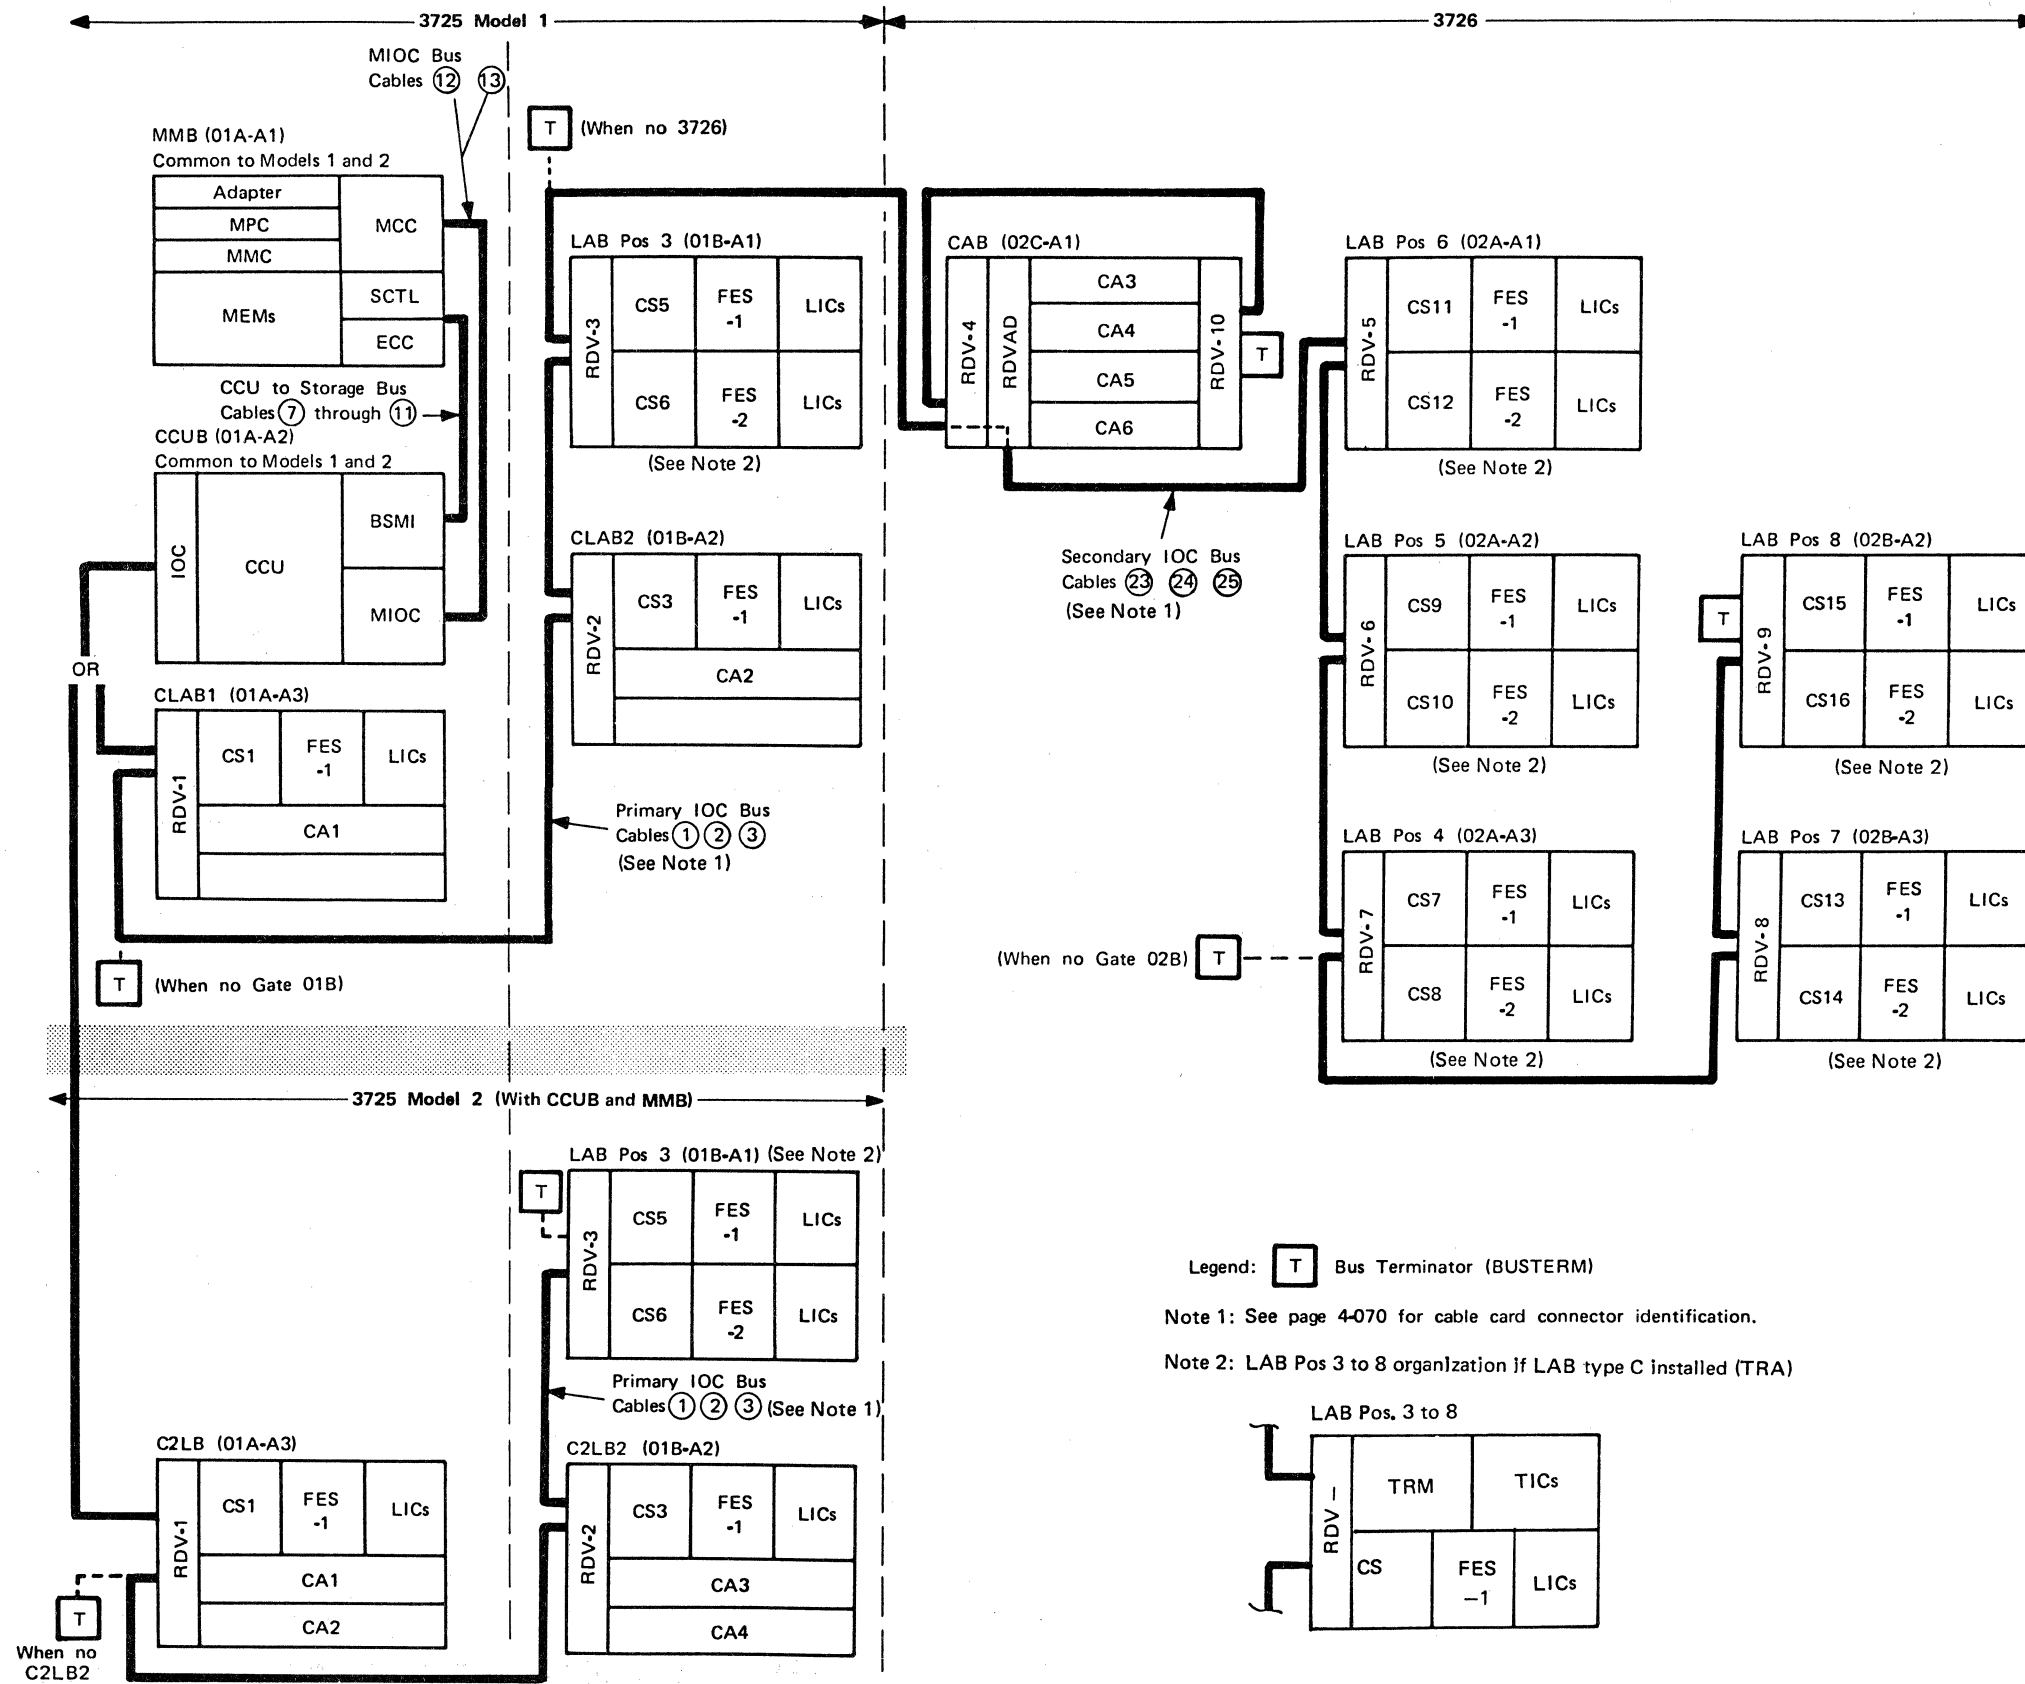 3725 Model 1
3726
MIOC Bus
Cables 12 13
T (When no 3726)
MMB (01A-A1)
Common to Models 1 and 2
Adapter
MPC
MMC
MCC
MEMs
SCTL
ECC
CCU to Storage Bus
Cables 7 through 11
CCUB (01A-A2)
Common to Models 1 and 2
IOC
CCU
BSMI
MIOC
OR
CLAB1 (01A-A3)
RDV-1
CS1
FES
-1
LICs
CA1
T (When no Gate 01B)
LAB Pos 3 (01B-A1)
RDV-3
CS5
FES
-1
LICs
CS6
FES
-2
LICs
(See Note 2)
CLAB2 (01B-A2)
RDV-2
CS3
FES
-1
LICs
CA2
Primary IOC Bus
Cables 1 2 3
(See Note 1)
CAB (02C-A1)
RDV-4
RDVAD
CA3
CA4
CA5
CA6
RDV-10
T
Secondary IOC Bus
Cables 23 24 25
(See Note 1)
LAB Pos 6 (02A-A1)
RDV-5
CS11
FES
-1
LICs
CS12
FES
-2
LICs
(See Note 2)
LAB Pos 5 (02A-A2)
RDV-6
CS9
FES
-1
LICs
CS10
FES
-2
LICs
(See Note 2)
LAB Pos 8 (02B-A2)
T
RDV-9
CS15
FES
-1
LICs
CS16
FES
-2
LICs
(See Note 2)
LAB Pos 4 (02A-A3)
RDV-7
CS7
FES
-1
LICs
CS8
FES
-2
LICs
(See Note 2)
(When no Gate 02B) T
LAB Pos 7 (02B-A3)
RDV-8
CS13
FES
-1
LICs
CS14
FES
-2
LICs
(See Note 2)
3725 Model 2 (With CCUB and MMB)
LAB Pos 3 (01B-A1) (See Note 2)
T
RDV-3
CS5
FES
-1
LICs
CS6
FES
-2
LICs
Primary IOC Bus
Cables 1 2 3 (See Note 1)
C2LB (01A-A3)
RDV-1
CS1
FES
-1
LICs
CA1
CA2
T
When no
C2LB2
C2LB2 (01B-A2)
RDV-2
CS3
FES
-1
LICs
CA3
CA4
Legend: T Bus Terminator (BUSTERM)
Note 1: See page 4-070 for cable card connector identification.
Note 2: LAB Pos 3 to 8 organization if LAB type C installed (TRA)
LAB Pos. 3 to 8
RDV —
TRM
TICs
CS
FES
—1
LICs